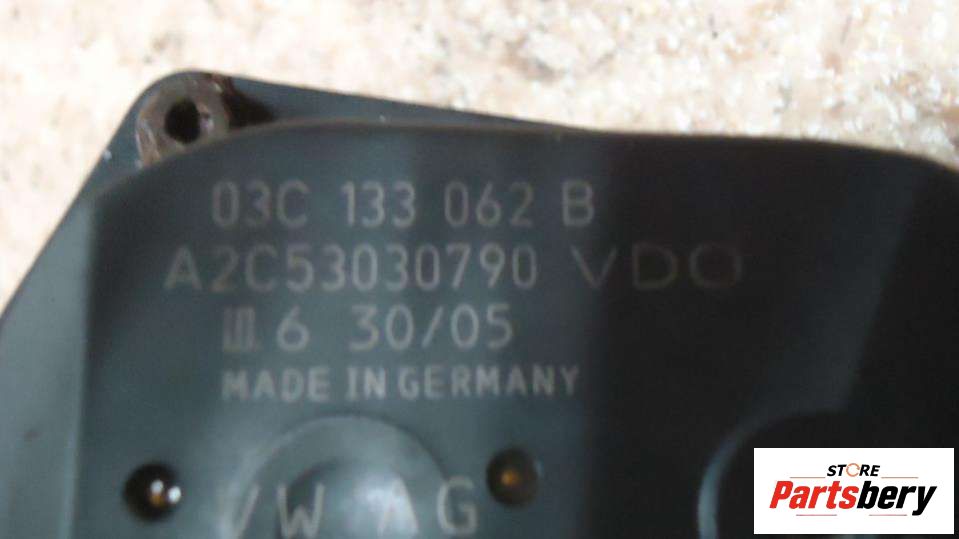 03C 133 062 B
A2C53030790 VDO
6 30/05
MADE IN GERMANY
VW AG
STORE
Partsbery